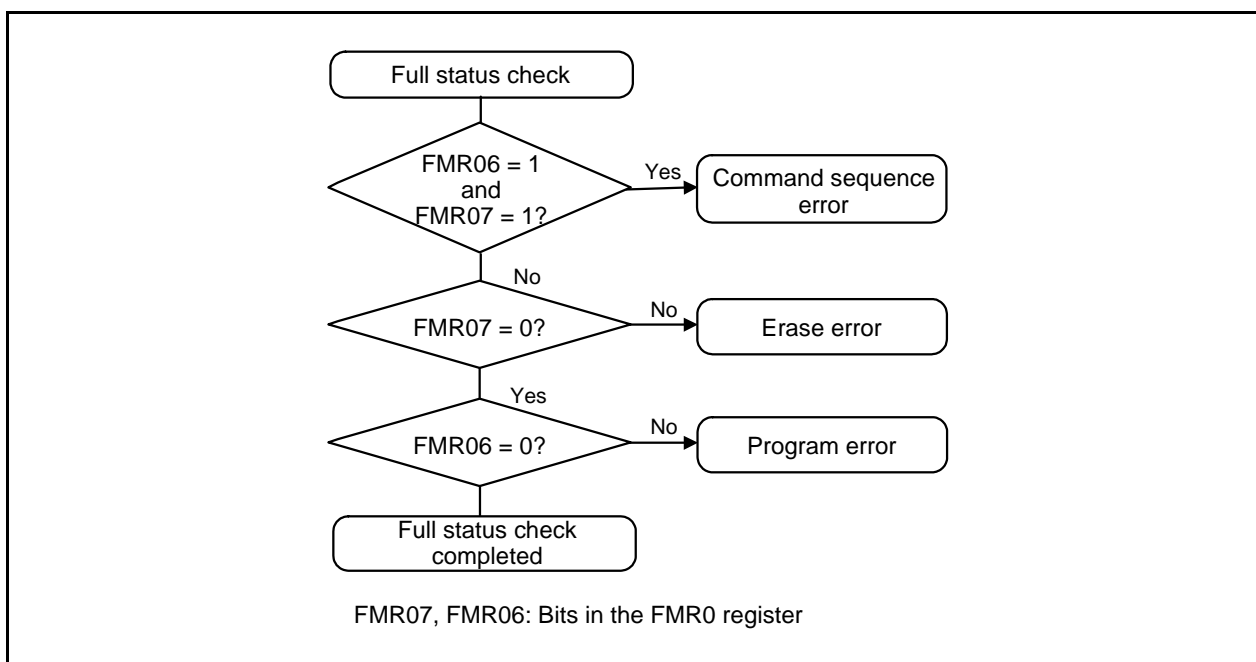 Full status check
FMR06 = 1
and
FMR07 = 1?
Yes
Command sequence
error
No
FMR07 = 0?
No
Erase error
Yes
FMR06 = 0?
No
Program error
Full status check
completed
FMR07, FMR06: Bits in the FMR0 register